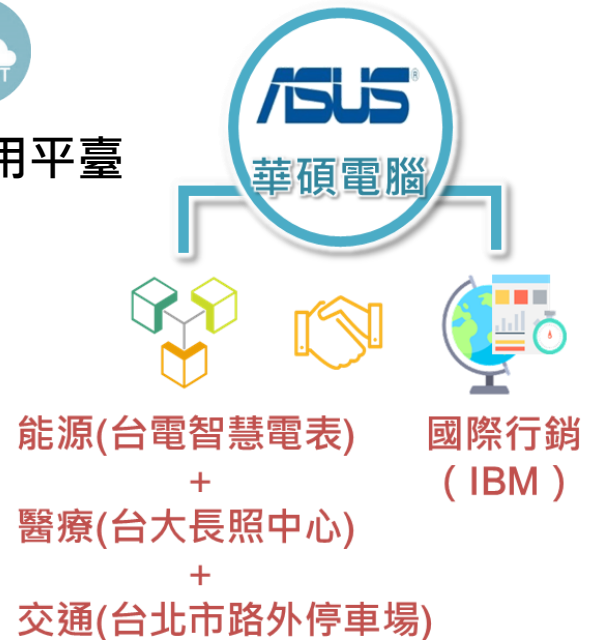 T
ASUS®
用平臺
華碩電腦
能源(台電智慧電表)
+
醫療(台大長照中心)
+
交通(台北市路外停車場)
國際行銷
( IBM )